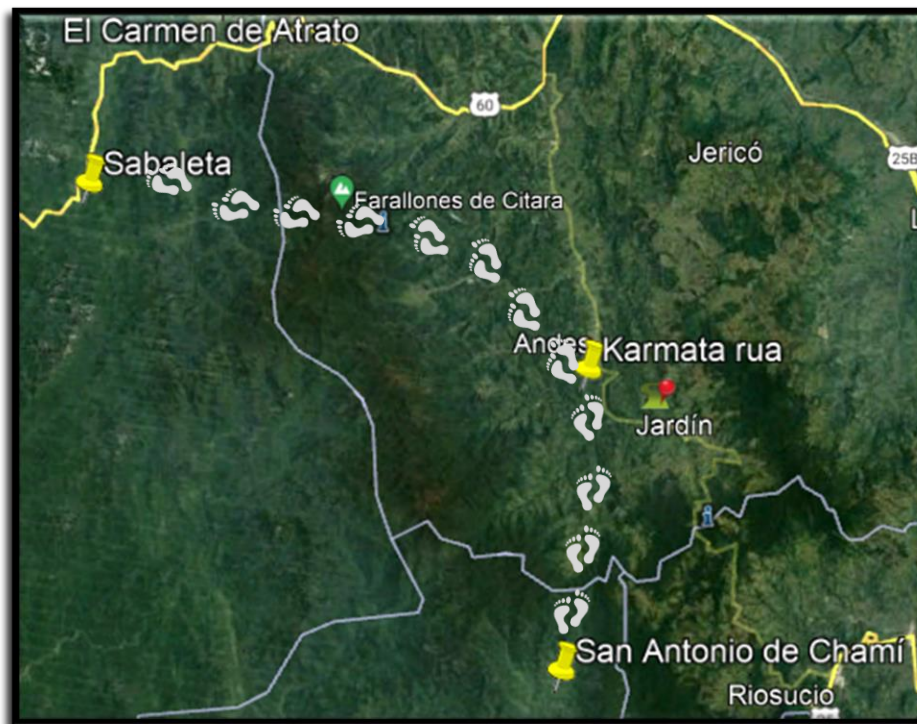 El Carmen de Atrato
60
Jericó
25B
Sabaleta
Farallones de Citara
Andes
Karmata rua
Jardín
San Antonio de Chamí
Riosucio